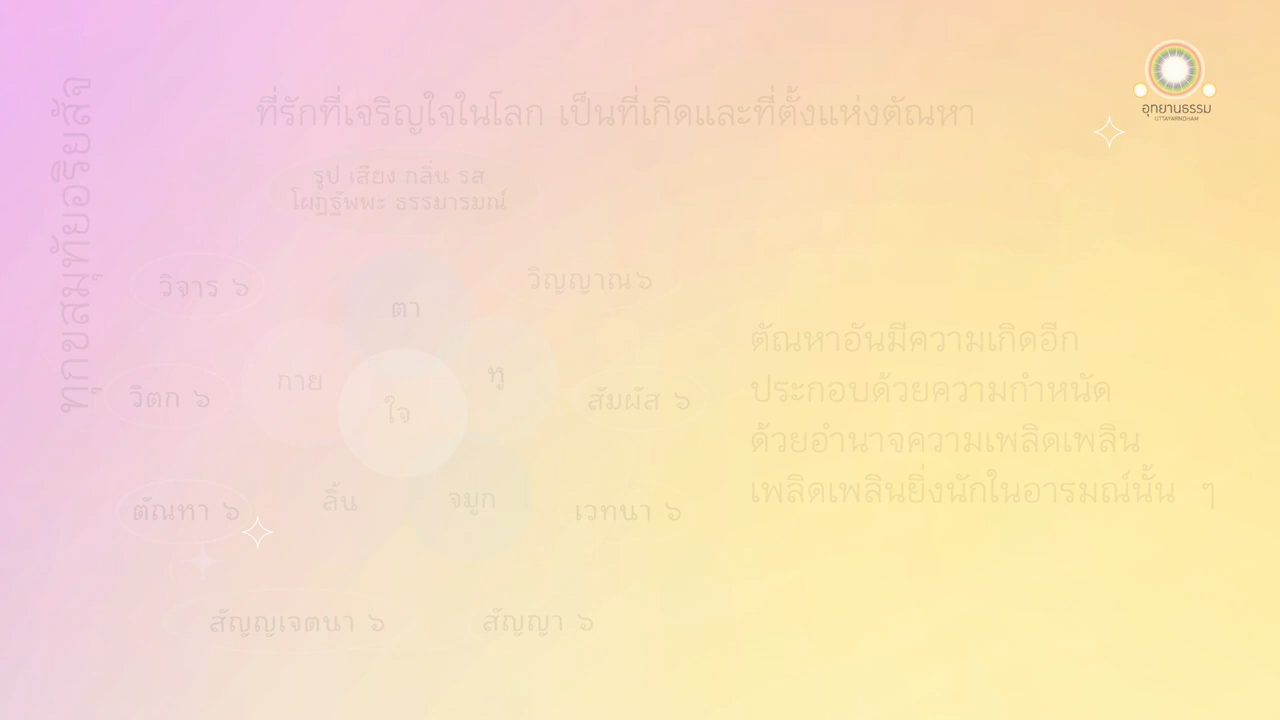 อุทยานธรรม
UTTAYARNDHAM
ทุกขสมุทัยอริยสัจ
ที่รักที่เจริญใจในโลก เป็นที่เกิดและที่ตั้งแห่งตัณหา
รูป เสียง กลิ่น รส
โผฏฐัพพะ ธรรมารมณ์
วิจาร ๖
ตา
วิญญาณ๖
กาย
หู
วิตก ๖
ใจ
สัมผัส ๖
ตัณหา ๖
ลิ้น
จมูก
เวทนา ๖
สัญญเจตนา ๖
สัญญา ๖
ตัณหาอันมีความเกิดอีก
ประกอบด้วยความกำหนัด
ด้วยอำนาจความเพลิดเพลิน
เพลิดเพลินยิ่งนักในอารมณ์นั้น ๆ